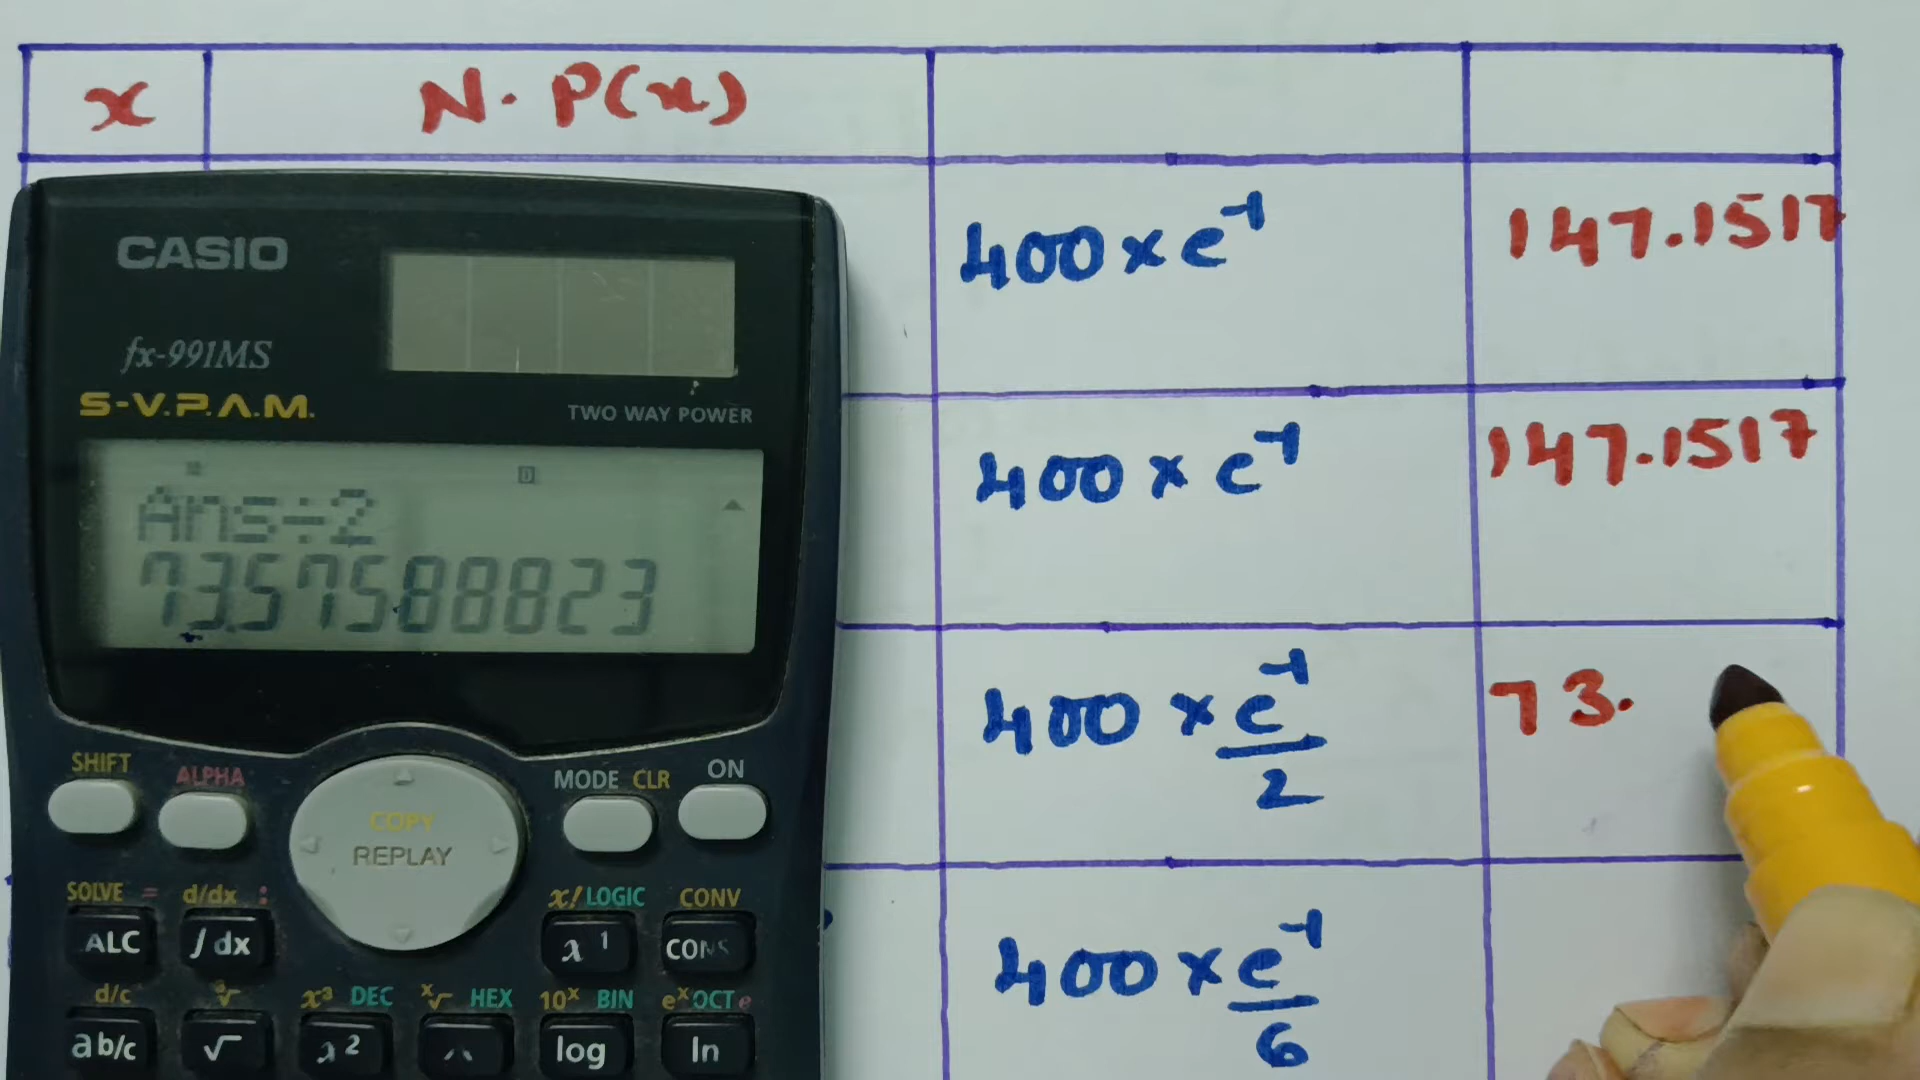 x N. P(x)
CASIO
fx-991MS
S-V.P.A.M.
TWO WAY POWER
Ans÷2
73.57588823
SHIFT ALPHA MODE CLR ON
COPY
REPLAY
SOLVE = d/dx : x! LOGIC CONV
ALC ∫dx CONS
d/c ³√ x³ DEC ˣ√ HEX 10ˣ BIN eˣ OCT e
ab/c √ x² ^ log ln
400 × e⁻¹ 147.1517
400 × e⁻¹ 147.1517
400 × e⁻¹/2 73.
400 × e⁻¹/6